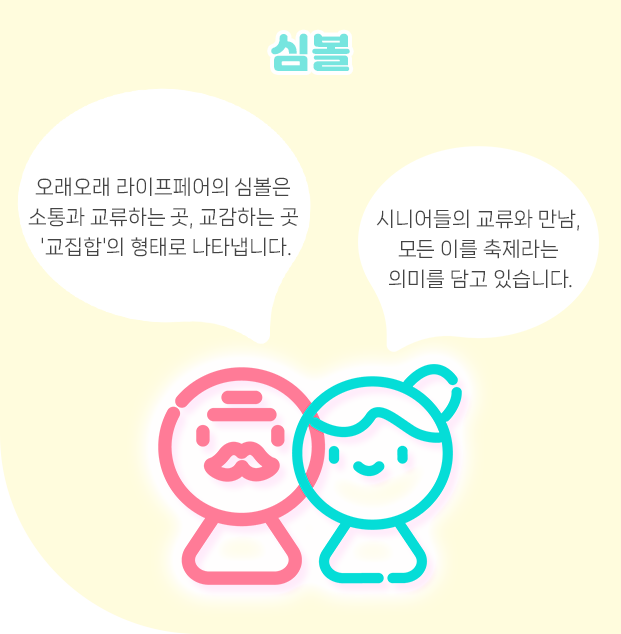 심볼
오래오래 라이프페어의 심볼은
소통과 교류하는 곳, 교감하는 곳
'교집합'의 형태로 나타냅니다.
시니어들의 교류와 만남,
모든 이를 축제라는
의미를 담고 있습니다.